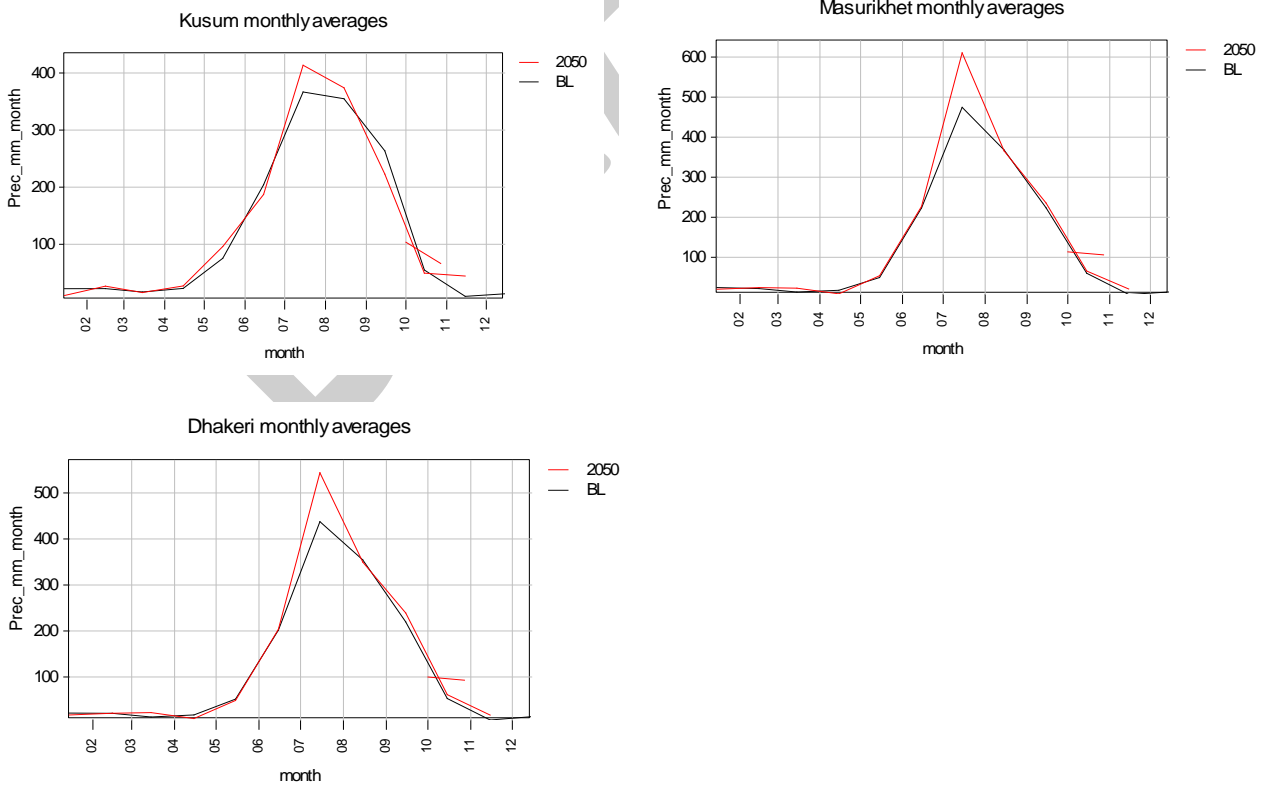 Kusum monthly averages
2050
BL
Prec_mm_month
400
300
200
100
02 03 04 05 06 07 08 09 10 11 12
month
Masurikhet monthly averages
2050
BL
Prec_mm_month
600
500
400
300
200
100
02 03 04 05 06 07 08 09 10 11 12
month
Dhakeri monthly averages
2050
BL
Prec_mm_month
500
400
300
200
100
02 03 04 05 06 07 08 09 10 11 12
month